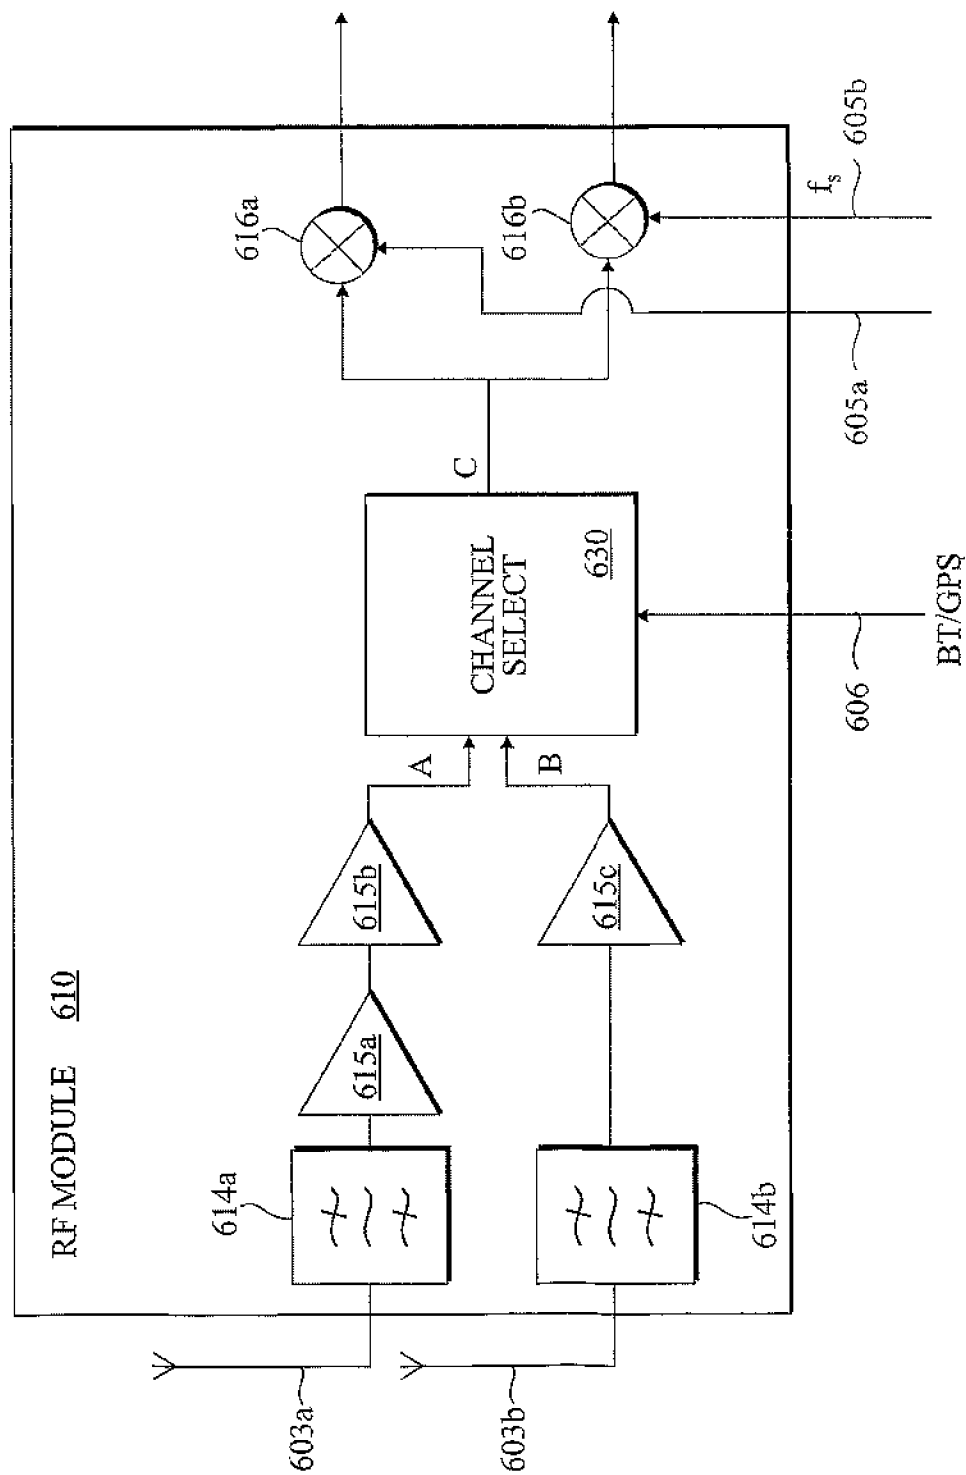 RF MODULE 610
603a
614a
615a
615b
A
603b
614b
615c
B
CHANNEL
SELECT
630
C
616a
616b
606
BT/GPS
605a
f_s
605b